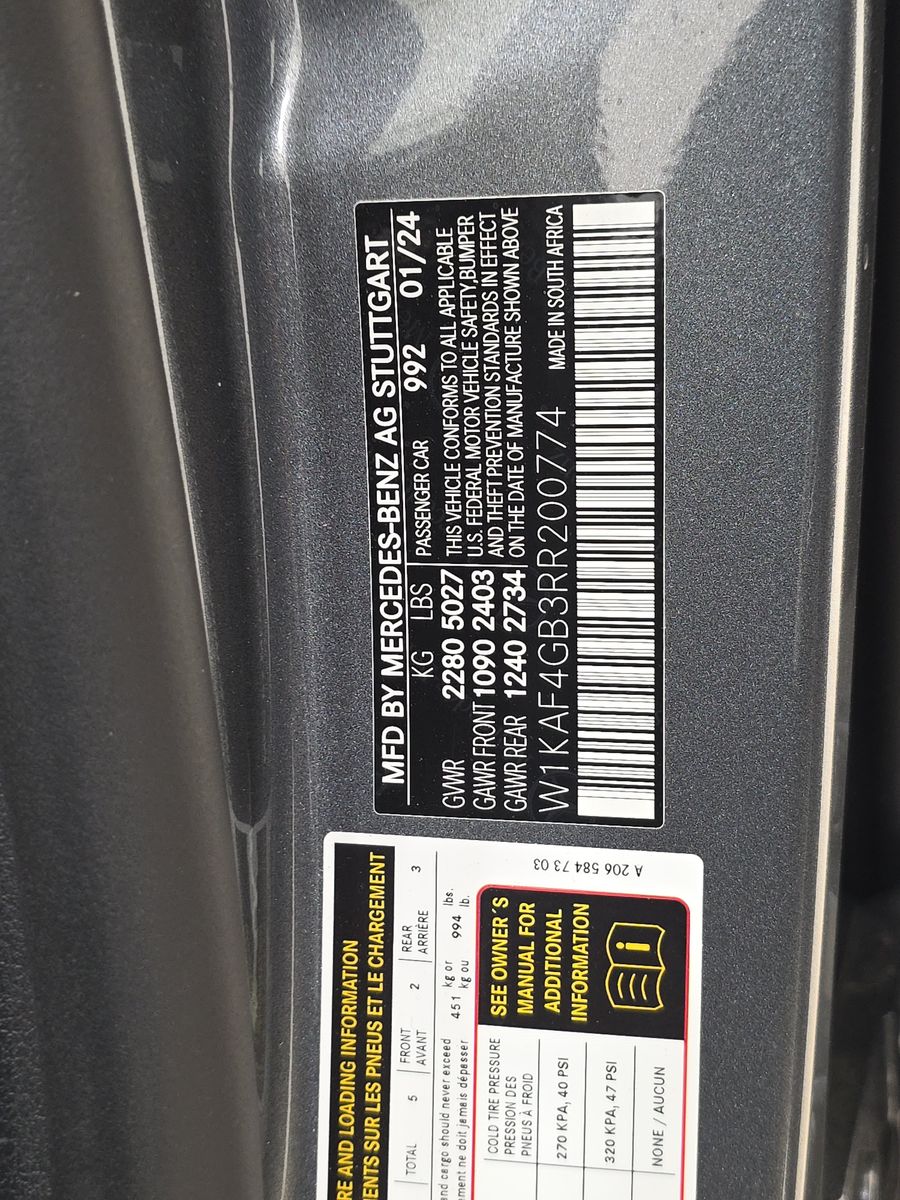 MFD BY MERCEDES-BENZ AG STUTTGART
KG LBS PASSENGER CAR 992 01/24
GVWR 2280 5027
GAWR FRONT 1090 2403
GAWR REAR 1240 2734
THIS VEHICLE CONFORMS TO ALL APPLICABLE
U.S. FEDERAL MOTOR VEHICLE SAFETY,BUMPER
AND THEFT PREVENTION STANDARDS IN EFFECT
ON THE DATE OF MANUFACTURE SHOWN ABOVE
W1KAF4GB3RR200774 MADE IN SOUTH AFRICA
RE AND LOADING INFORMATION
ENTS SUR LES PNEUS ET LE CHARGEMENT
TOTAL 5 FRONT 2 REAR 3
AVANT ARRIÈRE
and cargo should never exceed 451 kg or 994 lbs.
ment ne doit jamais dépasser kg ou lb.
COLD TIRE PRESSURE
PRESSION DES
PNEUS À FROID
270 KPA, 40 PSI
320 KPA, 47 PSI
NONE / AUCUN
SEE OWNER'S
MANUAL FOR
ADDITIONAL
INFORMATION
A 206 584 73 03